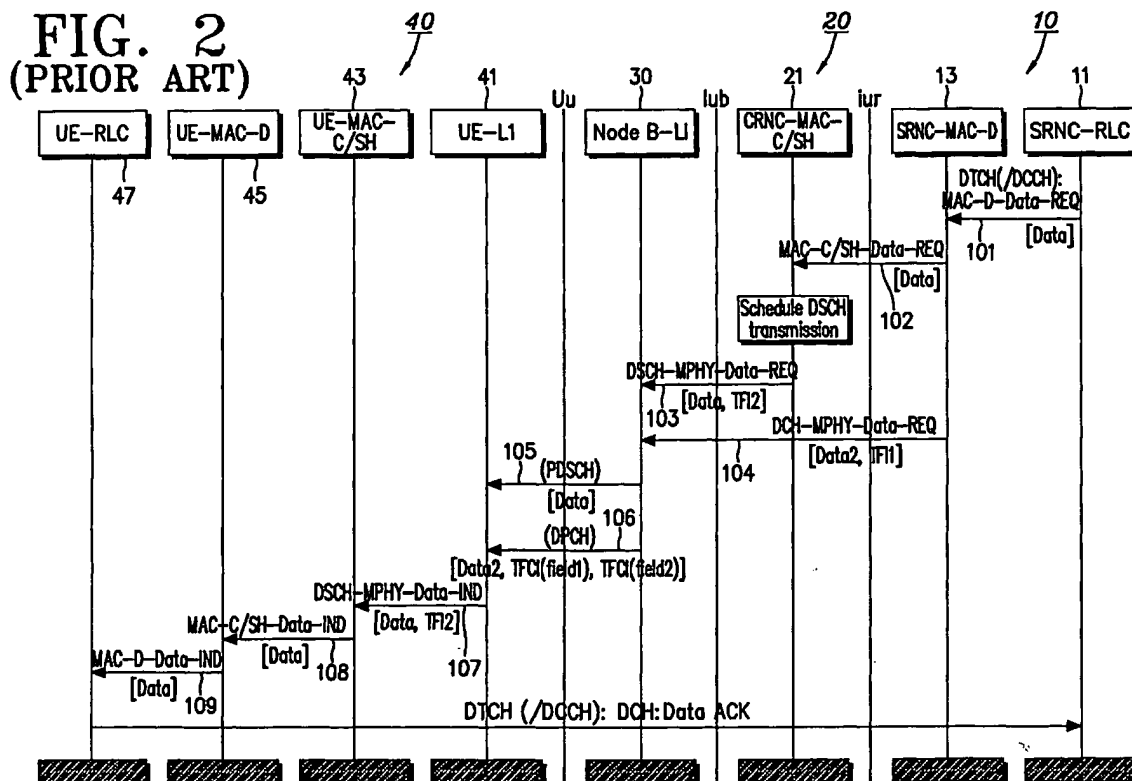 FIG. 2
(PRIOR ART)
40
20
10
43
41
Uu
30
Iub
21
iur
13
11
UE-RLC
UE-MAC-D
UE-MAC-
C/SH
UE-L1
Node B-LI
CRNC-MAC-
C/SH
SRNC-MAC-D
SRNC-RLC
47
45
DTCH(/DCCH):
MAC-D-Data-REQ
101
[Data]
MAC-C/SH-Data-REQ
[Data]
102
Schedule DSCH
transmission
DSCH-MPHY-Data-REQ
103
[Data, TFI2]
DCH-MPHY-Data-REQ
104
[Data2, TFI1]
105
(PDSCH)
[Data]
106
(DPCH)
[Data2, TFCI(field1), TFCI(field2)]
DSCH-MPHY-Data-IND
[Data, TFI2]
107
MAC-C/SH-Data-IND
[Data]
108
MAC-D-Data-IND
[Data]
109
DTCH (/DCCH): DCH: Data ACK